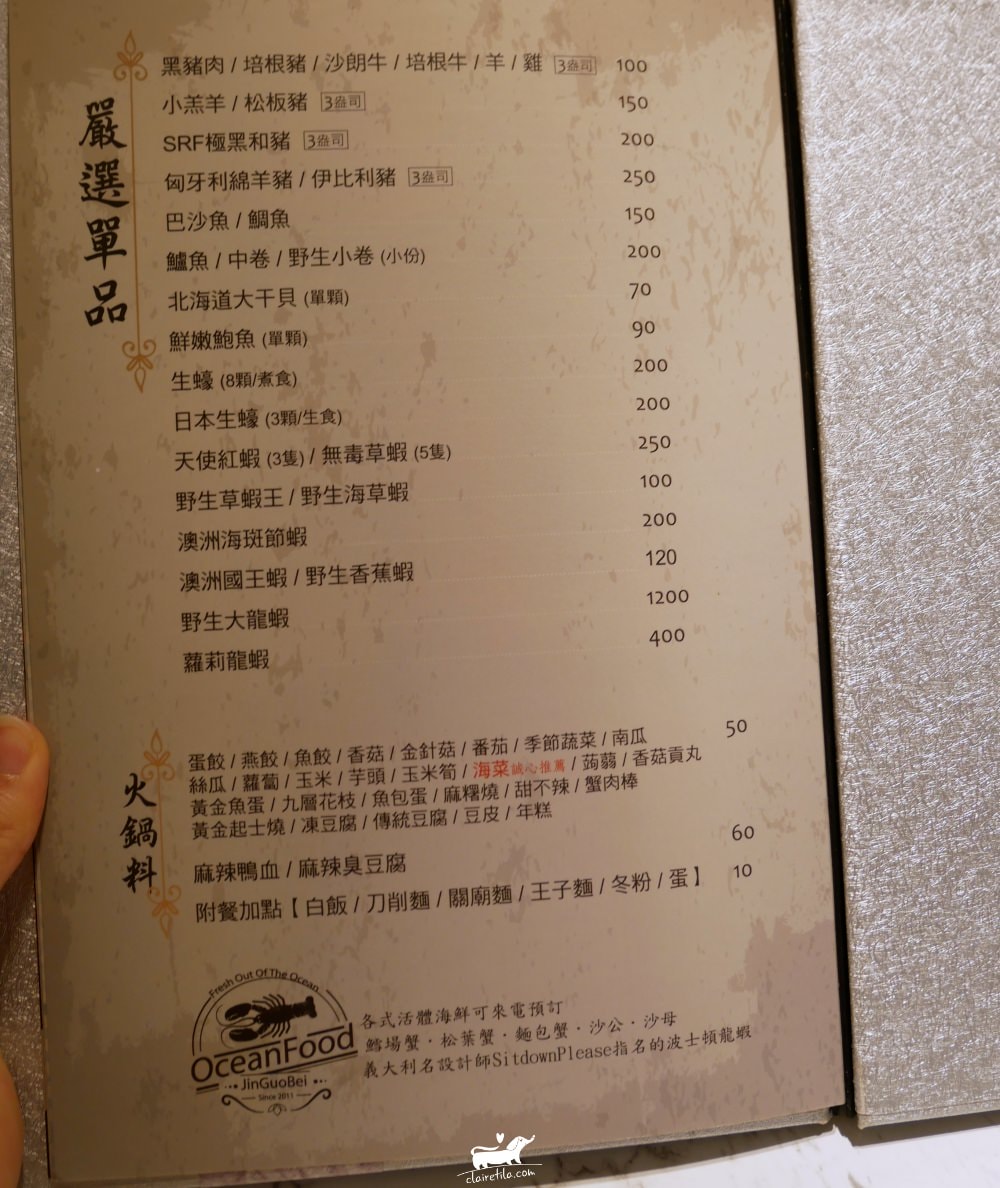 嚴選單品
黑豬肉 / 培根豬 / 沙朗牛 / 培根牛 / 羊 / 雞 3盎司 100
小羔羊 / 松板豬 3盎司 150
SRF極黑和豬 3盎司 200
匈牙利綿羊豬 / 伊比利豬 3盎司 250
巴沙魚 / 鯛魚 150
鱸魚 / 中卷 / 野生小卷 (小份) 200
北海道大干貝 (單顆) 70
鮮嫩鮑魚 (單顆) 90
生蠔 (8顆/煮食) 200
日本生蠔 (3顆/生食) 200
天使紅蝦 (3隻) / 無毒草蝦 (5隻) 250
野生草蝦王 / 野生海草蝦 100
澳洲海斑節蝦 200
澳洲國王蝦 / 野生香蕉蝦 120
野生大龍蝦 1200
蘿莉龍蝦 400
火鍋料
蛋餃 / 燕餃 / 魚餃 / 香菇 / 金針菇 / 番茄 / 季節蔬菜 / 南瓜 50
絲瓜 / 蘿蔔 / 玉米 / 芋頭 / 玉米筍 / 海菜誠心推薦 / 蒟蒻 / 香菇貢丸
黃金魚蛋 / 九層花枝 / 魚包蛋 / 麻糬燒 / 甜不辣 / 蟹肉棒
黃金起士燒 / 凍豆腐 / 傳統豆腐 / 豆皮 / 年糕
麻辣鴨血 / 麻辣臭豆腐 60
附餐加點【 白飯 / 刀削麵 / 關廟麵 / 王子麵 / 冬粉 / 蛋 】 10
Fresh Out Of The Ocean
OceanFood
JinGuoBei
Since 2011
各式活體海鮮可來電預訂
鱈場蟹·松葉蟹·麵包蟹·沙公·沙母
義大利名設計師SitdownPlease指名的波士頓龍蝦
clairetila.com